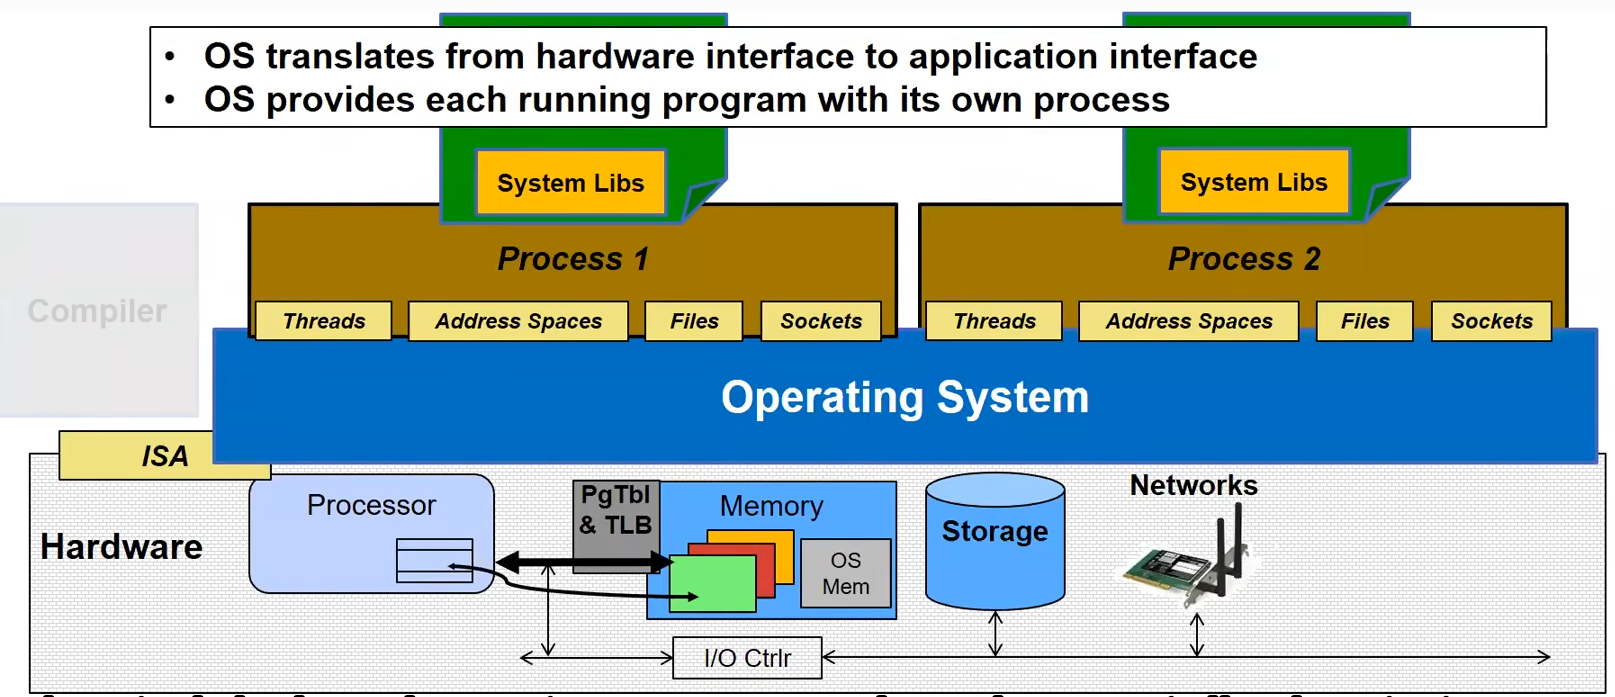 • OS translates from hardware interface to application interface
• OS provides each running program with its own process
System Libs
System Libs
Compiler
Process 1
Process 2
Threads
Address Spaces
Files
Sockets
Threads
Address Spaces
Files
Sockets
Operating System
ISA
Hardware
Processor
PgTbl
& TLB
Memory
OS
Mem
Storage
Networks
I/O Ctrlr